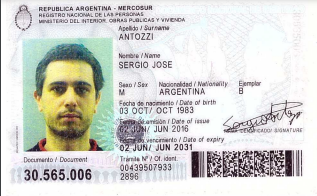 REPUBLICA ARGENTINA - MERCOSUR
REGISTRO NACIONAL DE LAS PERSONAS
MINISTERIO DEL INTERIOR, OBRAS PUBLICAS Y VIVIENDA
Apellido / Surname
ANTOZZI
Nombre / Name
SERGIO JOSE
Sexo / Sex Nacionalidad / Nationality Ejemplar
M ARGENTINA B
Fecha de nacimiento / Date of birth
03 OCT/ OCT 1983
Fecha de emisión / Date of issue
02 JUN/ JUN 2016
Fecha de vencimiento / Date of expiry
02 JUN/ JUN 2031
SIGNATURE
Documento / Document
30.565.006
Trámite Nº / Of. ident.
00439507933
2896